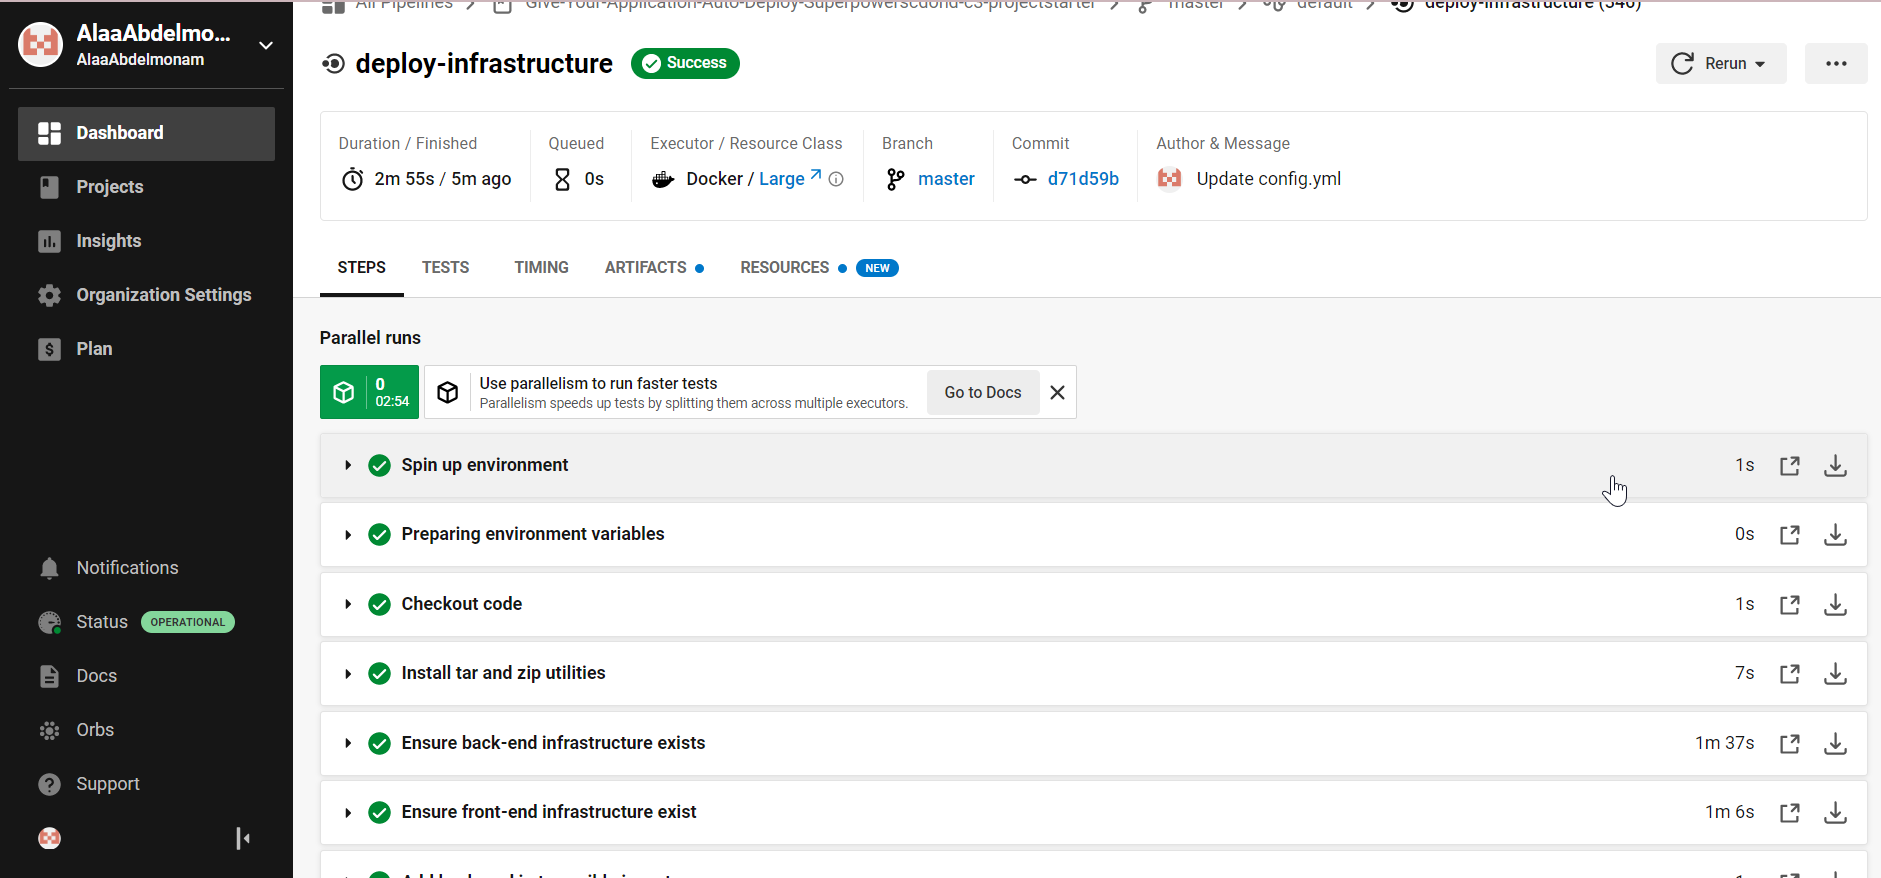 AlaaAbdelmo...
AlaaAbdelmonam
Dashboard
Projects
Insights
Organization Settings
Plan
Notifications
Status OPERATIONAL
Docs
Orbs
Support
All Pipelines
Give-Your-Application-Auto-Deploy-Superpowerscdond-c3-projectstarter
master
default
deploy-infrastructure (346)
deploy-infrastructure Success
Rerun
Duration / Finished
2m 55s / 5m ago
Queued
0s
Executor / Resource Class
Docker / Large
Branch
master
Commit
d71d59b
Author & Message
Update config.yml
STEPS TESTS TIMING ARTIFACTS RESOURCES NEW
Parallel runs
0
02:54
Use parallelism to run faster tests
Parallelism speeds up tests by splitting them across multiple executors.
Go to Docs
Spin up environment 1s
Preparing environment variables 0s
Checkout code 1s
Install tar and zip utilities 7s
Ensure back-end infrastructure exists 1m 37s
Ensure front-end infrastructure exist 1m 6s